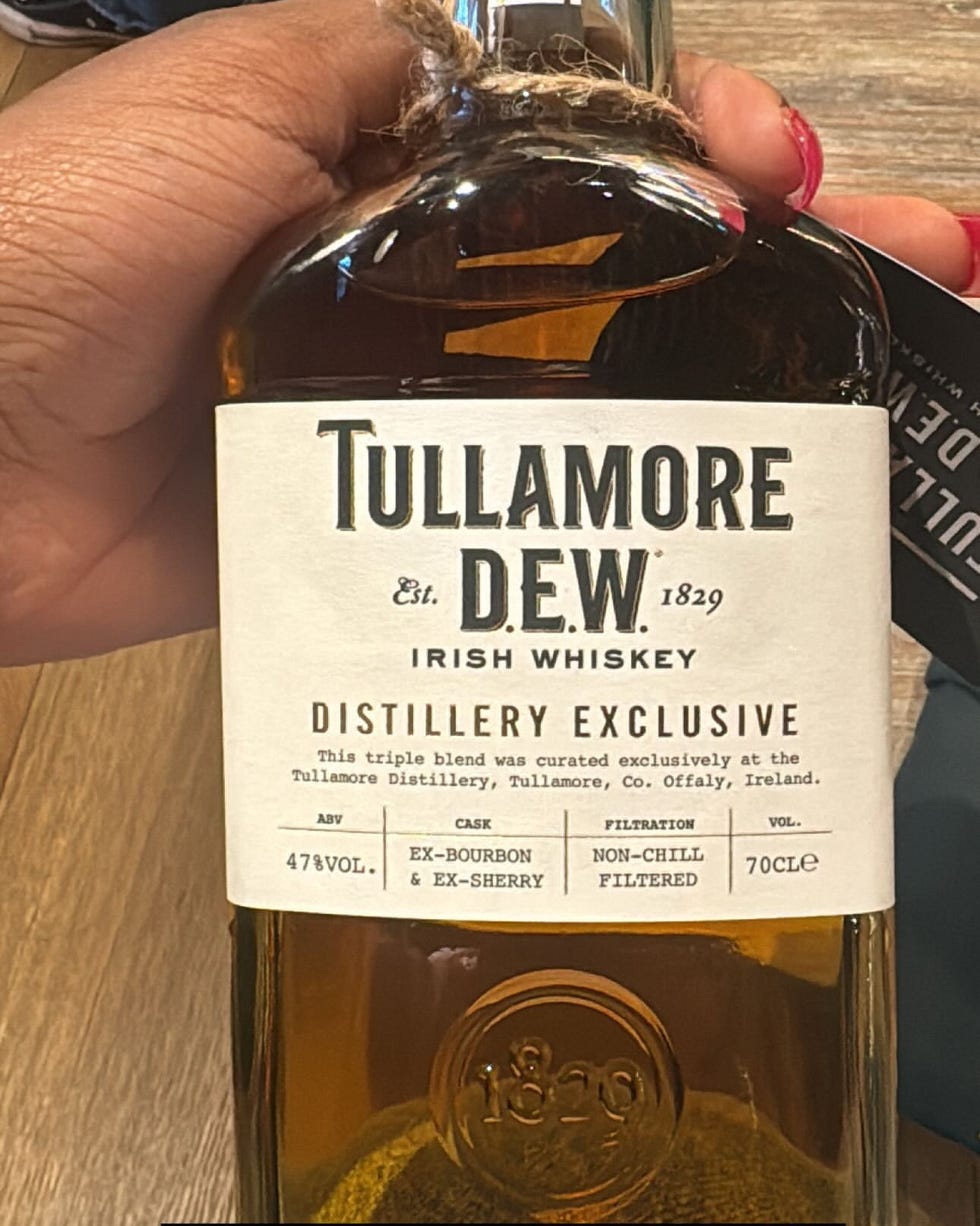 TULLAMORE
Est. D.E.W. 1829
IRISH WHISKEY
DISTILLERY EXCLUSIVE
This triple blend was curated exclusively at the
Tullamore Distillery, Tullamore, Co. Offaly, Ireland.
ABV CASK FILTRATION VOL.
47%VOL. EX-BOURBON NON-CHILL 70CLe
& EX-SHERRY FILTERED
1829
D.E.W.